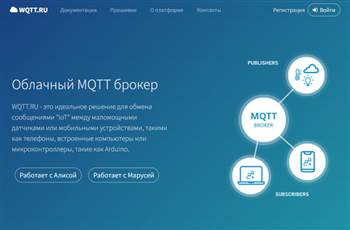 WQTT.RU
Документация
Прошивки
О платформе
Контакты
Регистрация
Войти
Облачный MQTT брокер
WQTT.RU - это идеальное решение для обмена
сообщениями "IoT" между маломощными
датчиками или мобильными устройствами, такими
как телефоны, встроенные компьютеры или
микроконтроллеры, такие как Arduino.
Работает с Алисой
Работает с Марусей
PUBLISHERS
MQTT
BROKER
SUBSCRIBERS